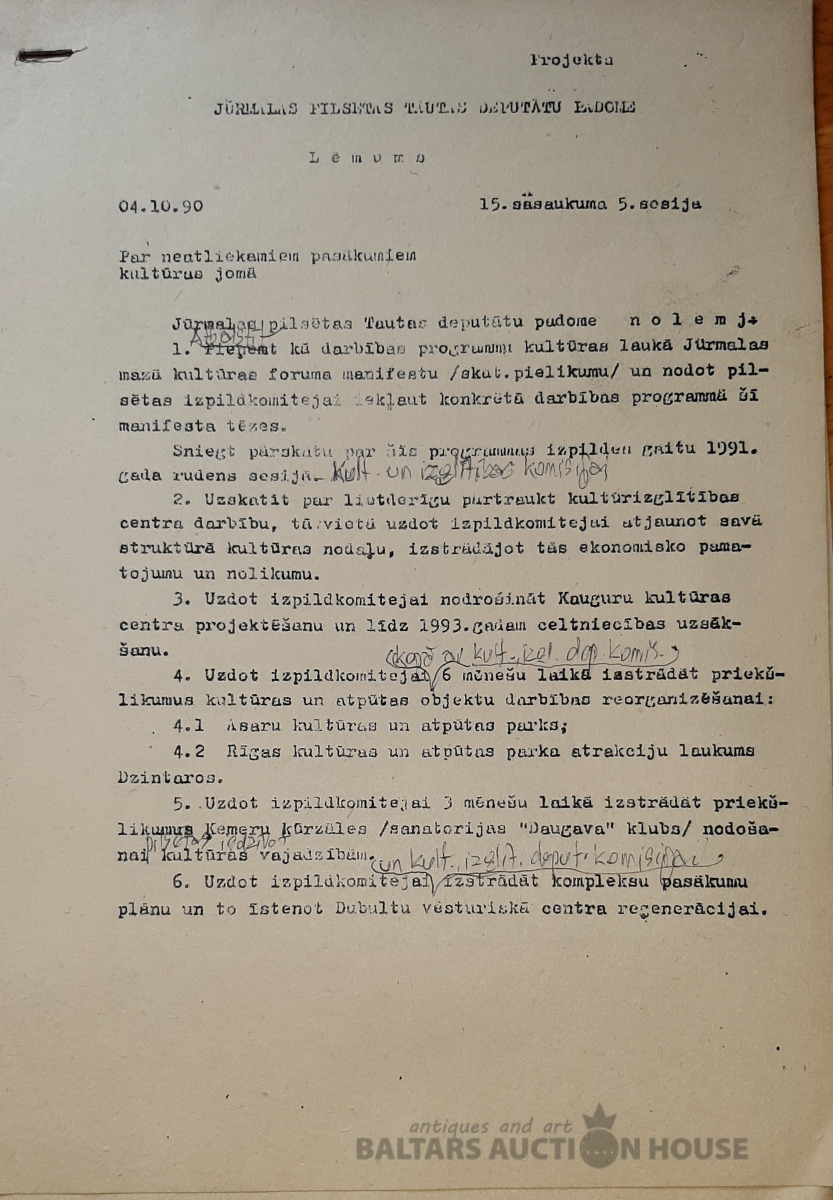 Projekts
JŪRMALAS PILSĒTAS TAUTAS DEPUTĀTU PADOME
Lēmums
04.10.90 15.sasaukuma 5.sesija
Par neatliekamiem pasākumiem
kultūras jomā
Jūrmalas pilsētas Tautas deputātu padome nolemj:
Atbalstīt
1. Pieņemt kā darbības programmu kultūras laukā Jūrmalas
mazā kultūras foruma manifestu /skat.pielikumu/ un nodot pil-
sētas izpildkomitejai iekļaut konkrētā darbības programmā šī
manifesta tēzes.
Sniegt pārskatu par šīs programmas izpildes gaitu 1991.
gada rudens sesijā. Kult. un izglītības komisijai
2. Uzskatīt par lietderīgu pārtraukt kultūrizglītības
centra darbību, tā vietā uzdot izpildkomitejai atjaunot savā
struktūrā kultūras nodaļu, izstrādājot tās ekonomisko pama-
tojumu un nolikumu.
3. Uzdot izpildkomitejai nodrošināt Kauguru kultūras
centra projektēšanu un līdz 1993.gadam celtniecības uzsāk-
šanu.
kopā ar kult. izgl. dep. komis.
4. Uzdot izpildkomitejai 6 mēnešu laikā izstrādāt priekš-
likumus kultūras un atpūtas objektu darbības reorganizēšanai:
4.1 Asaru kultūras un atpūtas parks;
4.2 Rīgas kultūras un atpūtas parka atrakciju laukums
Dzintaros.
5. Uzdot izpildkomitejai 3 mēnešu laikā izstrādāt priekš-
likumus Ķemeru kūrzāles /sanatorijas "Daugava" klubs/ nodoša-
pilsētas iedzīvot.
nai kultūras vajadzībām.
un kult. izglīt. deput. komisijai
6. Uzdot izpildkomitejai izstrādāt kompleksu pasākumu
plānu un to īstenot Dubultu vēsturiskā centra reģenerācijai.
antiques and art
BALTARS AUCTION HOUSE